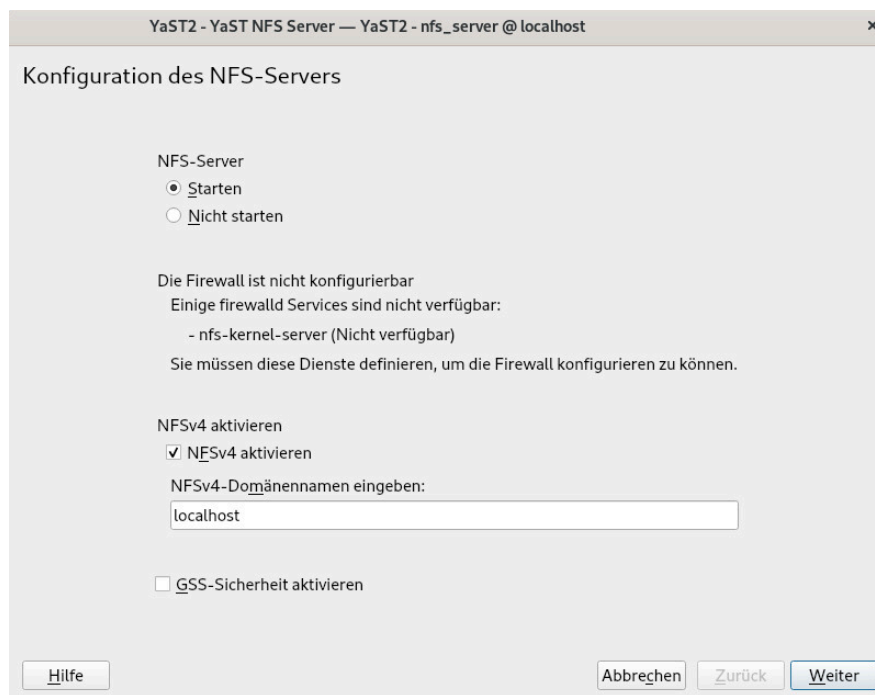 YaST2 - YaST NFS Server — YaST2 - nfs_server @ localhost
Konfiguration des NFS-Servers
NFS-Server
Starten
Nicht starten
Die Firewall ist nicht konfigurierbar
Einige firewalld Services sind nicht verfügbar:
- nfs-kernel-server (Nicht verfügbar)
Sie müssen diese Dienste definieren, um die Firewall konfigurieren zu können.
NFSv4 aktivieren
NFSv4 aktivieren
NFSv4-Domänennamen eingeben:
localhost
GSS-Sicherheit aktivieren
Hilfe Abbrechen Zurück Weiter